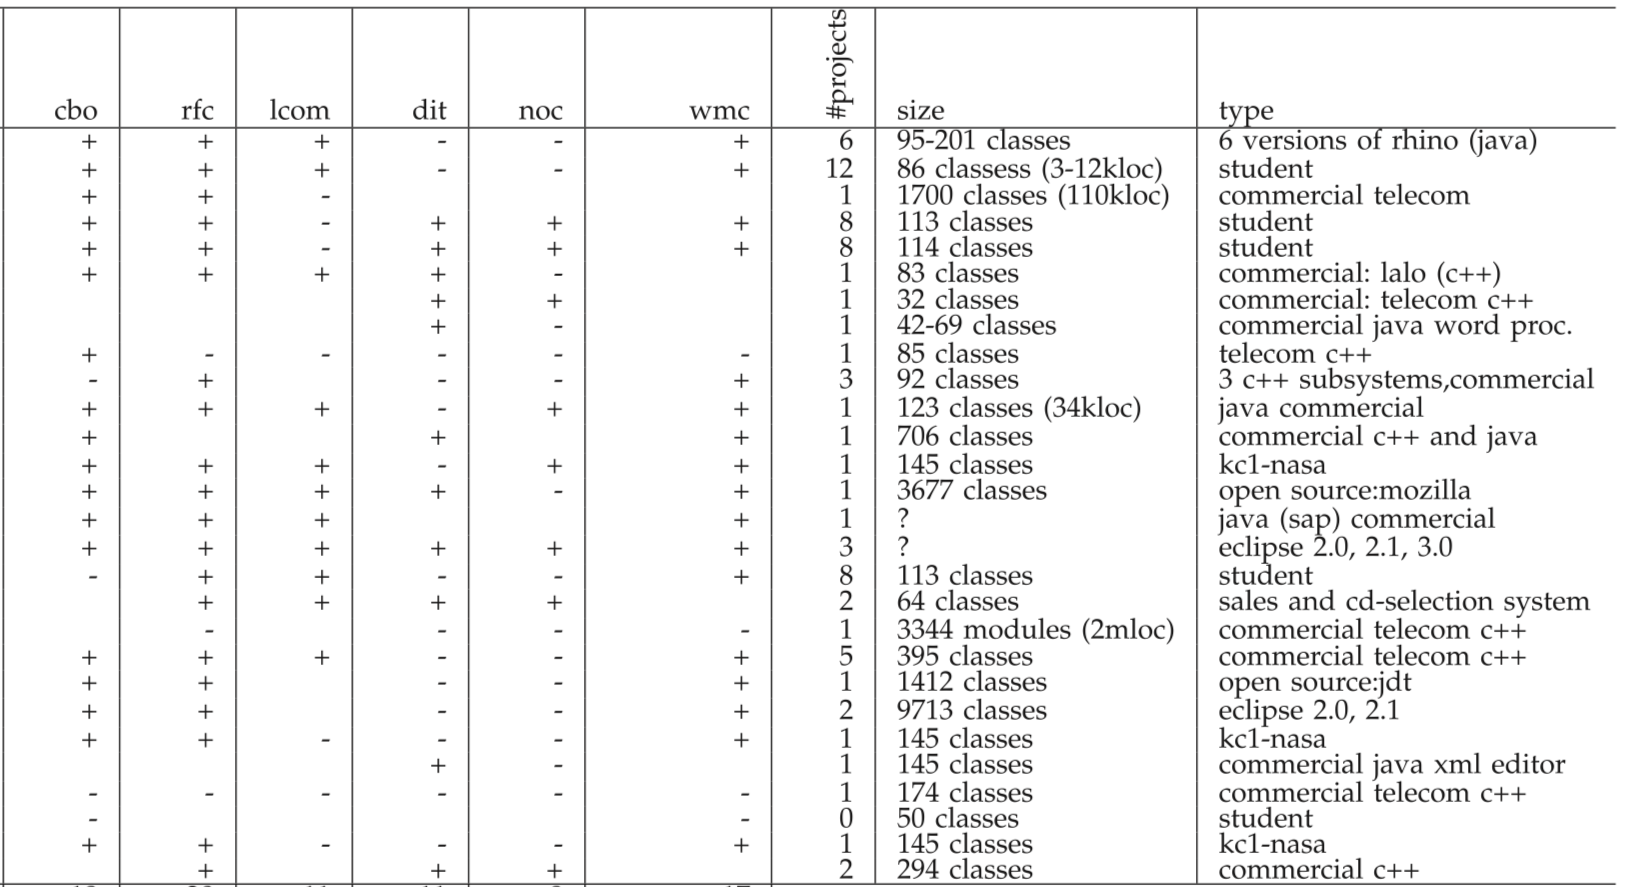 cbo rfc lcom dit noc wmc #projects size type
+ + + - - + 6 95-201 classes 6 versions of rhino (java)
+ + + - - + 12 86 classess (3-12kloc) student
+ + - 1 1700 classes (110kloc) commercial telecom
+ + - + + + 8 113 classes student
+ + - + + + 8 114 classes student
+ + + + - 1 83 classes commercial: lalo (c++)
+ + 1 32 classes commercial: telecom c++
+ - 1 42-69 classes commercial java word proc.
+ - - - - - 1 85 classes telecom c++
- + - - + 3 92 classes 3 c++ subsystems,commercial
+ + + - + + 1 123 classes (34kloc) java commercial
+ + + 1 706 classes commercial c++ and java
+ + + - + + 1 145 classes kc1-nasa
+ + + + - + 1 3677 classes open source:mozilla
+ + + + 1 ? java (sap) commercial
+ + + + + + 3 ? eclipse 2.0, 2.1, 3.0
- + + - - + 8 113 classes student
+ + + + 2 64 classes sales and cd-selection system
- - - - 1 3344 modules (2mloc) commercial telecom c++
+ + + - - + 5 395 classes commercial telecom c++
+ + - - + 1 1412 classes open source:jdt
+ + - - + 2 9713 classes eclipse 2.0, 2.1
+ + - - - + 1 145 classes kc1-nasa
+ - 1 145 classes commercial java xml editor
- - - - - - 1 174 classes commercial telecom c++
- - 0 50 classes student
+ + - - - + 1 145 classes kc1-nasa
+ + + 2 294 classes commercial c++